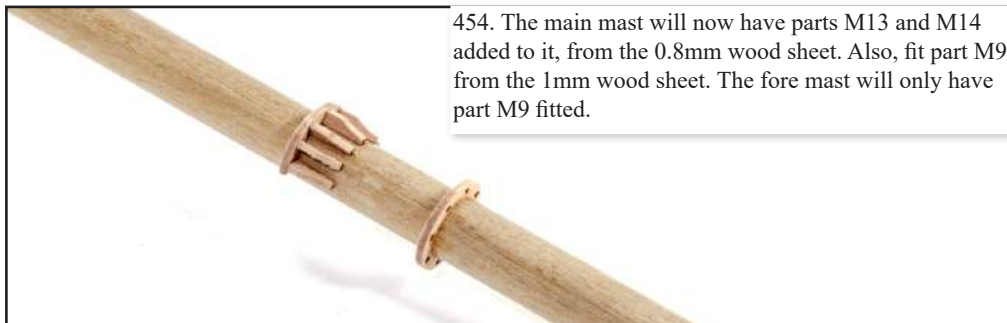 454. The main mast will now have parts M13 and M14
added to it, from the 0.8mm wood sheet. Also, fit part M9
from the 1mm wood sheet. The fore mast will only have
part M9 fitted.